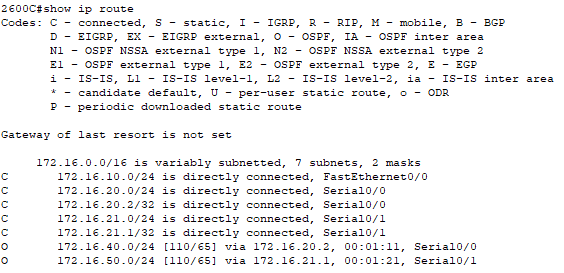 2600C#show ip route
Codes: C - connected, S - static, I - IGRP, R - RIP, M - mobile, B - BGP
       D - EIGRP, EX - EIGRP external, O - OSPF, IA - OSPF inter area
       N1 - OSPF NSSA external type 1, N2 - OSPF NSSA external type 2
       E1 - OSPF external type 1, E2 - OSPF external type 2, E - EGP
       i - IS-IS, L1 - IS-IS level-1, L2 - IS-IS level-2, ia - IS-IS inter area
       * - candidate default, U - per-user static route, o - ODR
       P - periodic downloaded static route
Gateway of last resort is not set
     172.16.0.0/16 is variably subnetted, 7 subnets, 2 masks
C       172.16.10.0/24 is directly connected, FastEthernet0/0
C       172.16.20.0/24 is directly connected, Serial0/0
C       172.16.20.2/32 is directly connected, Serial0/0
C       172.16.21.0/24 is directly connected, Serial0/1
C       172.16.21.1/32 is directly connected, Serial0/1
O       172.16.40.0/24 [110/65] via 172.16.20.2, 00:01:11, Serial0/0
O       172.16.50.0/24 [110/65] via 172.16.21.1, 00:01:21, Serial0/1